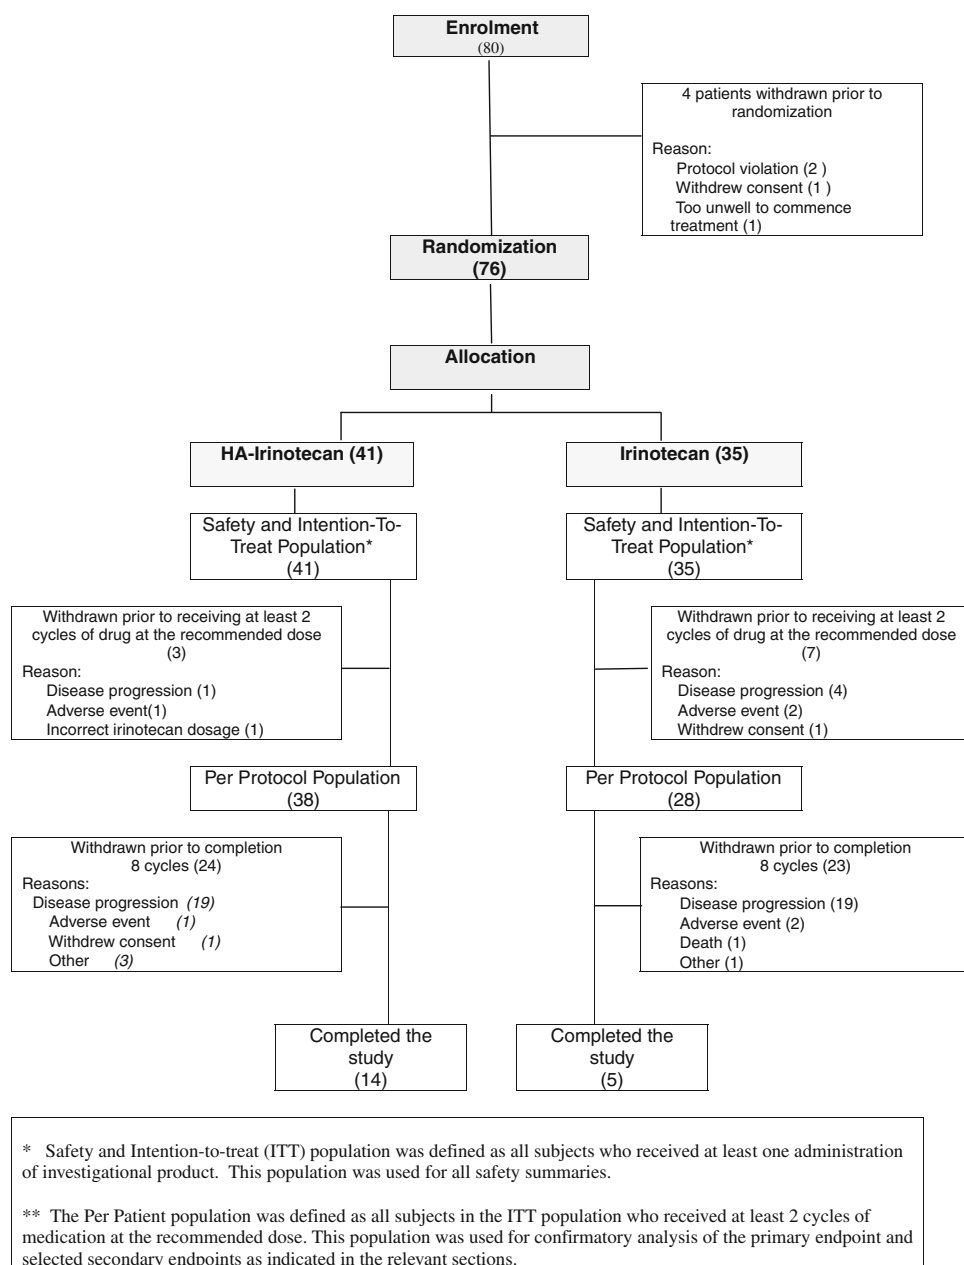 Enrolment
(80)
4 patients withdrawn prior to
randomization
Reason:
Protocol violation (2 )
Withdrew consent (1 )
Too unwell to commence
treatment (1)
Randomization
(76)
Allocation
HA-Irinotecan (41)
Irinotecan (35)
Safety and Intention-To-
Treat Population*
(41)
Safety and Intention-To-
Treat Population*
(35)
Withdrawn prior to receiving at least 2
cycles of drug at the recommended dose
(3)
Reason:
Disease progression (1)
Adverse event(1)
Incorrect irinotecan dosage (1)
Withdrawn prior to receiving at least 2
cycles of drug at the recommended dose
(7)
Reason:
Disease progression (4)
Adverse event (2)
Withdrew consent (1)
Per Protocol Population
(38)
Per Protocol Population
(28)
Withdrawn prior to completion
8 cycles (24)
Reasons:
Disease progression (19)
Adverse event (1)
Withdrew consent (1)
Other (3)
Withdrawn prior to completion
8 cycles (23)
Reasons:
Disease progression (19)
Adverse event (2)
Death (1)
Other (1)
Completed the
study
(14)
Completed the
study
(5)
* Safety and Intention-to-treat (ITT) population was defined as all subjects who received at least one administration
of investigational product. This population was used for all safety summaries.
** The Per Patient population was defined as all subjects in the ITT population who received at least 2 cycles of
medication at the recommended dose. This population was used for confirmatory analysis of the primary endpoint and
selected secondary endpoints as indicated in the relevant sections.